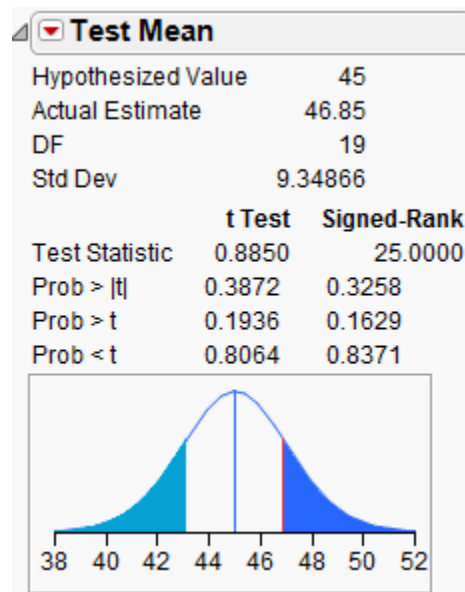 Test Mean
Hypothesized Value 45
Actual Estimate 46.85
DF 19
Std Dev 9.34866
t Test Signed-Rank
Test Statistic 0.8850 25.0000
Prob > |t| 0.3872 0.3258
Prob > t 0.1936 0.1629
Prob < t 0.8064 0.8371
38 40 42 44 46 48 50 52